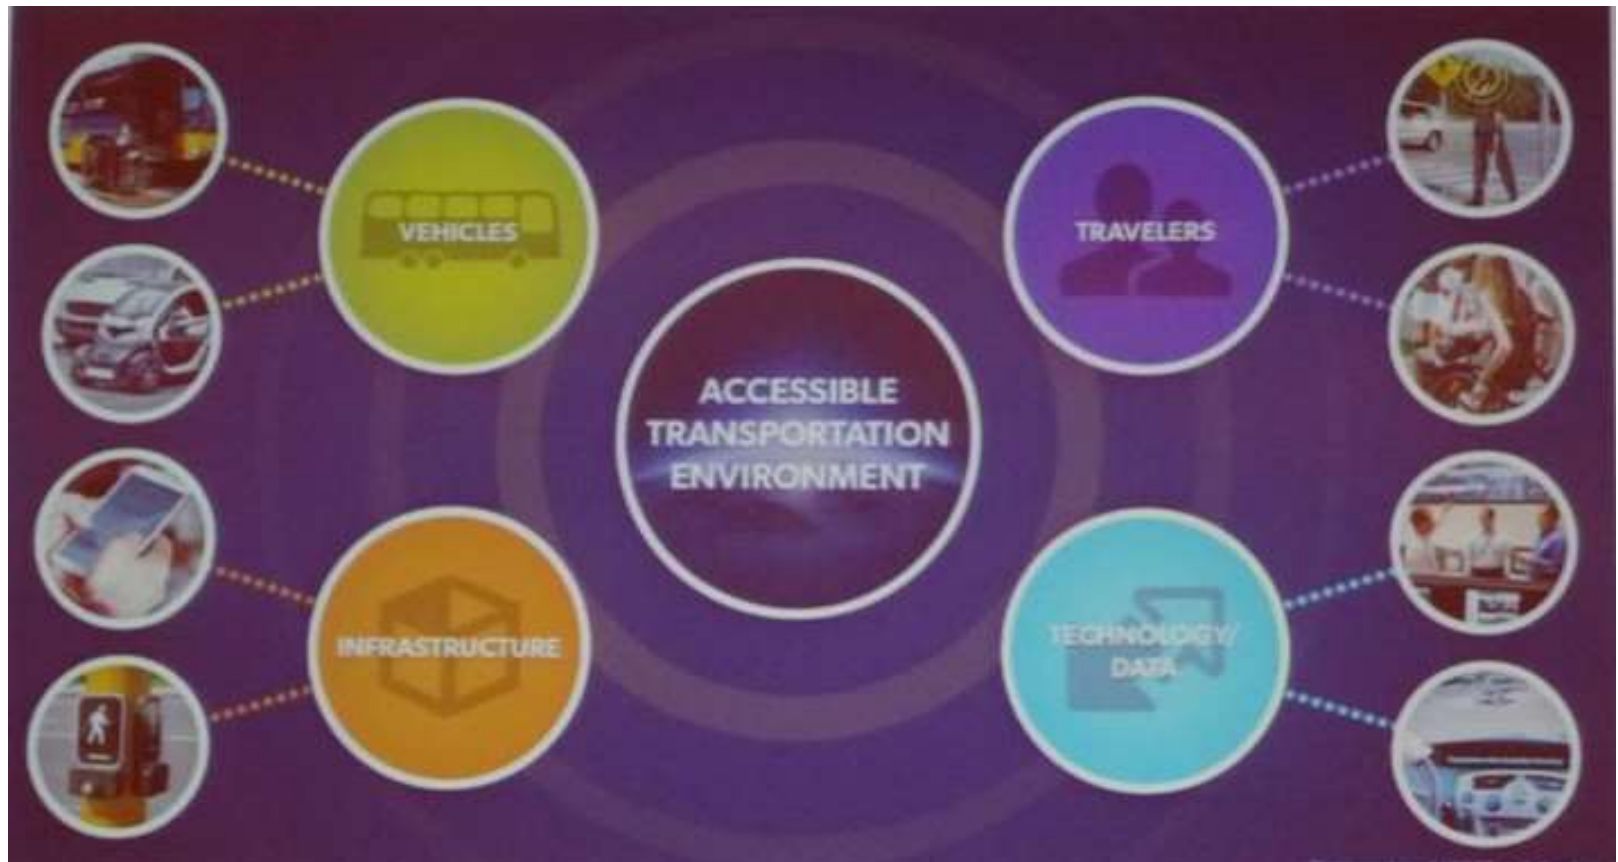 VEHICLES
TRAVELERS
ACCESSIBLE
TRANSPORTATION
ENVIRONMENT
INFRASTRUCTURE
TECHNOLOGY/
DATA